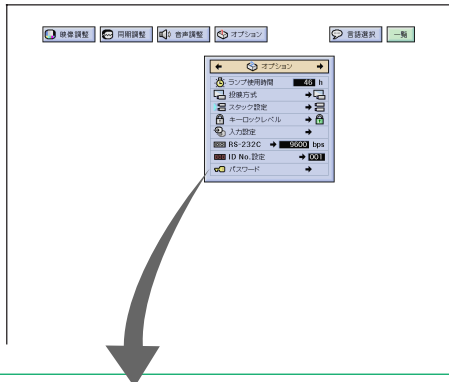 映像調整 同期調整 音声調整 オプション 言語選択 一覧
オプション
ランプ使用時間 46 h
投映方式
スタック設定
キーロックレベル
入力設定
RS-232C 9600 bps
ID No.設定 001
パスワード